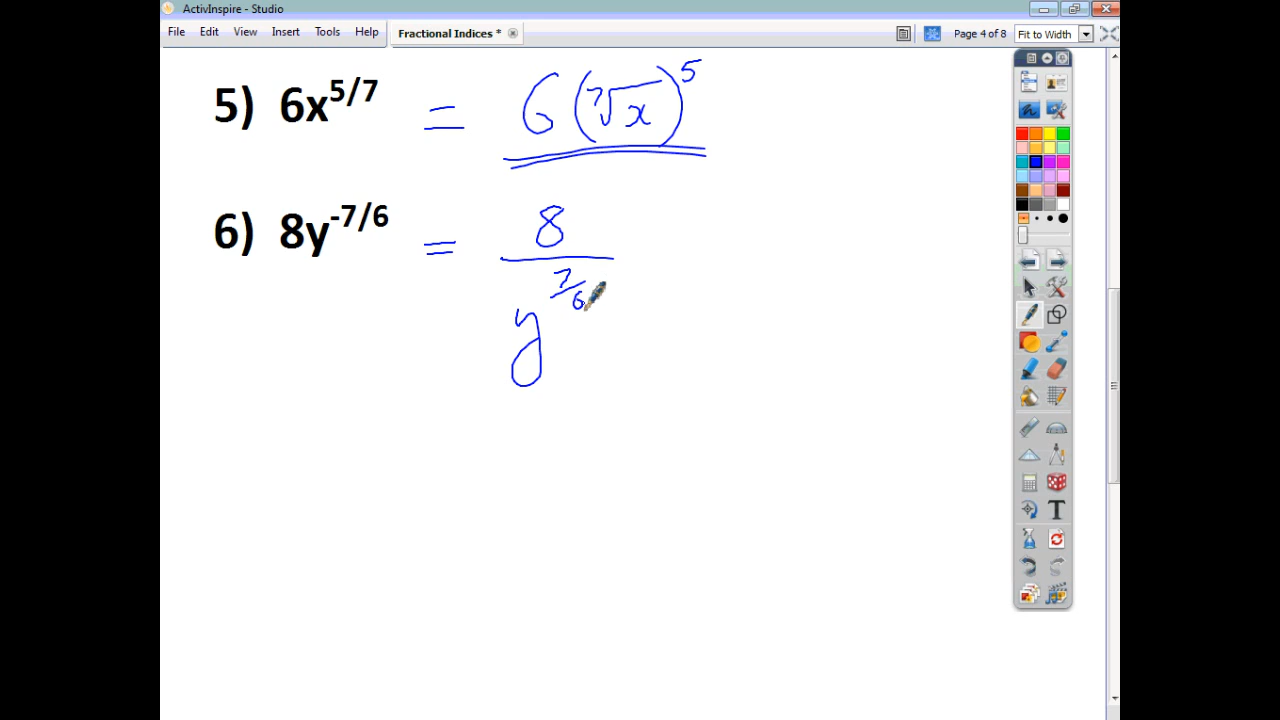 ActivInspire - Studio
File Edit View Insert Tools Help Fractional Indices * Page 4 of 8 Fit to Width
5) 6x^5/7 = 6(⁷√x)^5
6) 8y^-7/6 = 8
y^7/6
T